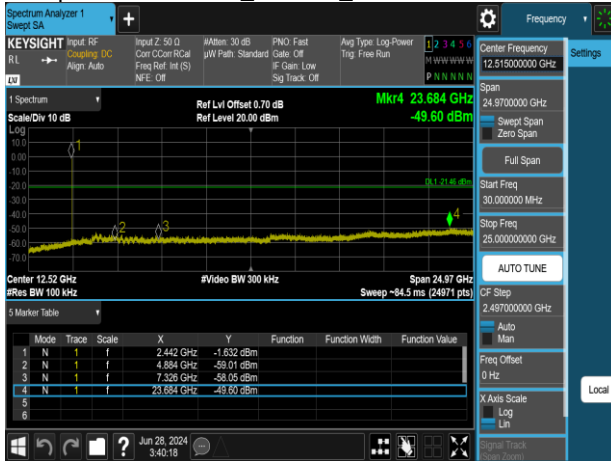 Spectrum Analyzer 1
Swept SA
Frequency
KEYSIGHT Input: RF
RL
Coupling: DC
Align: Auto
LXI
Input Z: 50 Ω
Corr CCorr RCal
Freq Ref: Int (S)
NFE: Off
#Atten: 30 dB
µW Path: Standard
PNO: Fast
Gate: Off
IF Gain: Low
Sig Track: Off
Avg Type: Log-Power
Trig: Free Run
1 2 3 4 5 6
M W W W W W
P N N N N N
Center Frequency
12.515000000 GHz
Settings
1 Spectrum
Scale/Div 10 dB
Ref Lvl Offset 0.70 dB
Ref Level 20.00 dBm
Mkr4 23.684 GHz
-49.60 dBm
Span
24.9700000 GHz
Swept Span
Zero Span
Full Span
Start Freq
30.000000 MHz
Stop Freq
25.000000000 GHz
AUTO TUNE
CF Step
2.497000000 GHz
Auto
Man
Freq Offset
0 Hz
X Axis Scale
Log
Lin
Signal Track
(Span Zoom)
Local
Log
10.0
0.00
-10.0
-20.0
-30.0
-40.0
-50.0
-60.0
-70.0
1
2
3
4
DL1 -21.46 dBm
Center 12.52 GHz
#Res BW 100 kHz
#Video BW 300 kHz
Span 24.97 GHz
Sweep ~84.5 ms (24971 pts)
5 Marker Table
Mode Trace Scale X Y Function Function Width Function Value
1 N 1 f 2.442 GHz -1.632 dBm
2 N 1 f 4.884 GHz -59.01 dBm
3 N 1 f 7.326 GHz -58.05 dBm
4 N 1 f 23.684 GHz -49.60 dBm
5
6
?
Jun 28, 2024
3:40:18